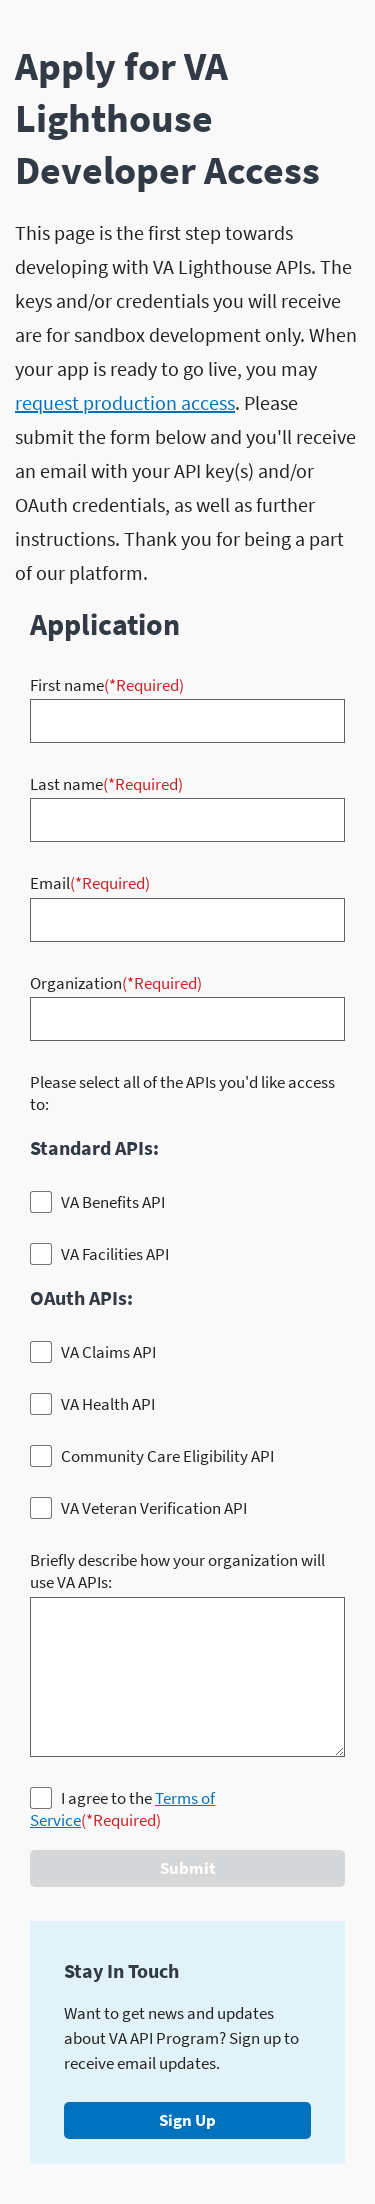 Apply for VA
Lighthouse
Developer Access
This page is the first step towards
developing with VA Lighthouse APIs. The
keys and/or credentials you will receive
are for sandbox development only. When
your app is ready to go live, you may
request production access. Please
submit the form below and you'll receive
an email with your API key(s) and/or
OAuth credentials, as well as further
instructions. Thank you for being a part
of our platform.
Application
First name(*Required)
Last name(*Required)
Email(*Required)
Organization(*Required)
Please select all of the APIs you'd like access
to:
Standard APIs:
VA Benefits API
VA Facilities API
OAuth APIs:
VA Claims API
VA Health API
Community Care Eligibility API
VA Veteran Verification API
Briefly describe how your organization will
use VA APIs:
I agree to the Terms of
Service(*Required)
Submit
Stay In Touch
Want to get news and updates
about VA API Program? Sign up to
receive email updates.
Sign Up